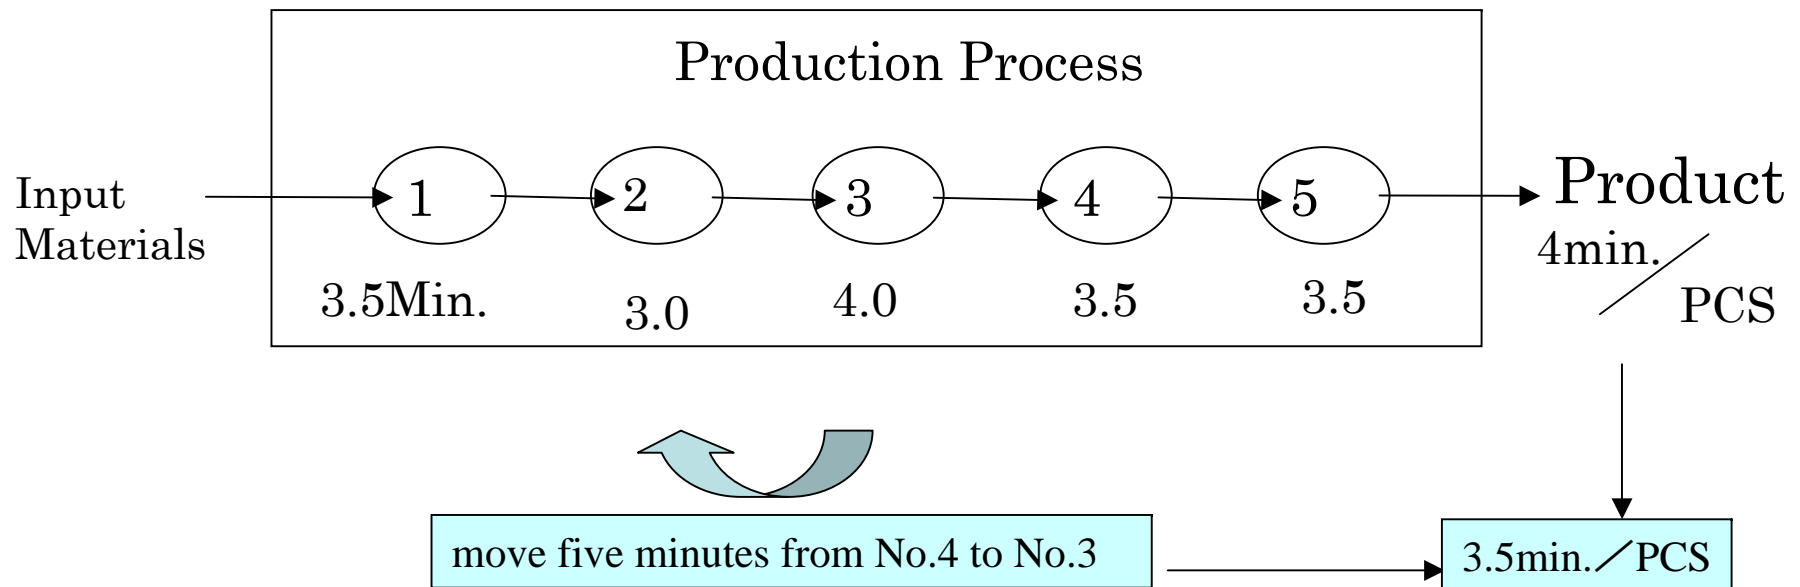 Production Process
Input
Materials
1
2
3
4
5
Product
4min.／
PCS
3.5Min.
3.0
4.0
3.5
3.5
move five minutes from No.4 to No.3
3.5min.／PCS